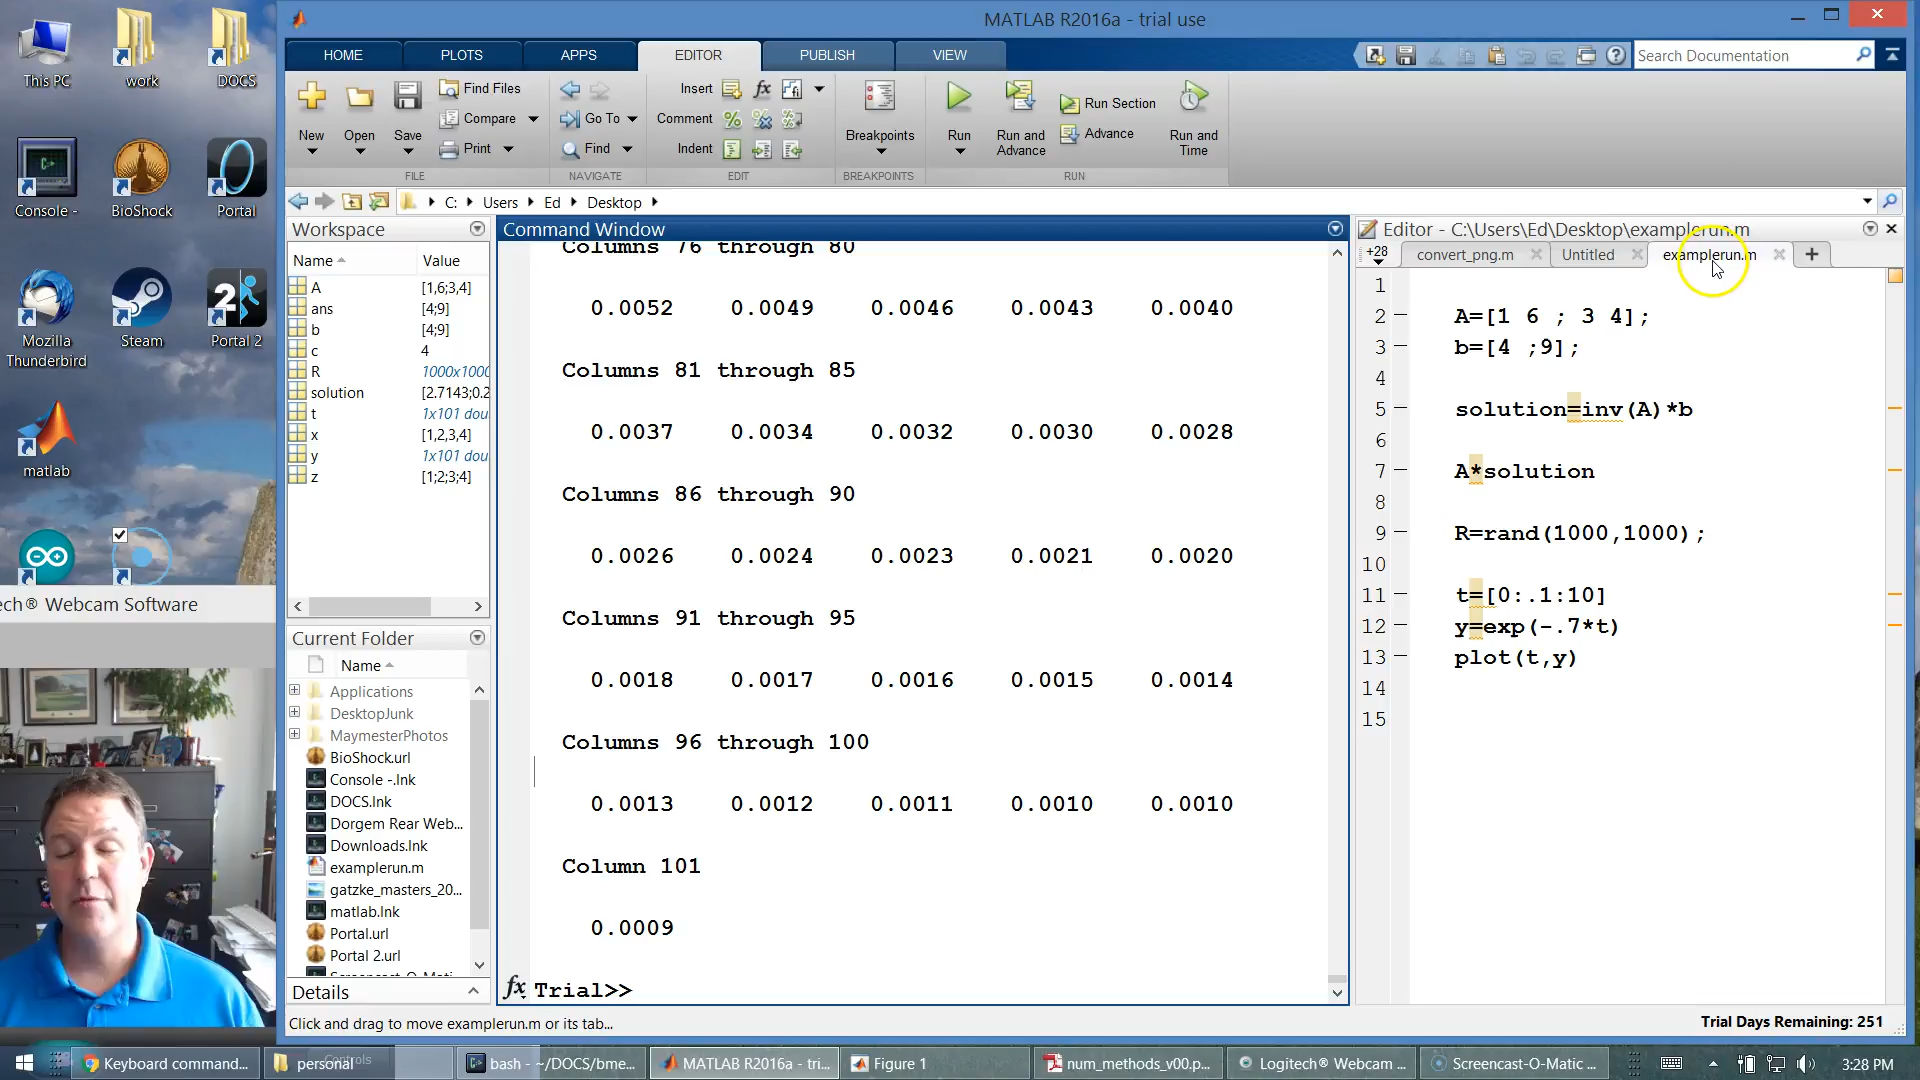 This PC
work
DOCS
Console -
BioShock
Portal
Mozilla
Thunderbird
Steam
Portal 2
matlab
ech® Webcam Software
MATLAB R2016a - trial use
HOME
PLOTS
APPS
EDITOR
PUBLISH
VIEW
Search Documentation
New
Open
Save
Find Files
Compare
Print
Go To
Find
Insert
Comment
Indent
Breakpoints
Run
Run and
Advance
Run Section
Advance
Run and
Time
FILE
NAVIGATE
EDIT
BREAKPOINTS
RUN
C:
Users
Ed
Desktop
Workspace
Name
Value
A [1,6;3,4]
ans [4;9]
b [4;9]
c 4
R 1000x1000
solution [2.7143;0.2
t 1x101 dou
x [1,2,3,4]
y 1x101 dou
z [1;2;3;4]
Current Folder
Name
Applications
DesktopJunk
MaymesterPhotos
BioShock.url
Console -.lnk
DOCS.lnk
Dorgem Rear Web...
Downloads.lnk
examplerun.m
gatzke_masters_20...
matlab.lnk
Portal.url
Portal 2.url
Screencast-O-Mati
Details
Command Window
Columns 76 through 80
0.0052 0.0049 0.0046 0.0043 0.0040
Columns 81 through 85
0.0037 0.0034 0.0032 0.0030 0.0028
Columns 86 through 90
0.0026 0.0024 0.0023 0.0021 0.0020
Columns 91 through 95
0.0018 0.0017 0.0016 0.0015 0.0014
Columns 96 through 100
0.0013 0.0012 0.0011 0.0010 0.0010
Column 101
0.0009
fx Trial>>
Editor - C:\Users\Ed\Desktop\examplerun.m
+28
convert_png.m
Untitled
examplerun.m
1
2 A=[1 6 ; 3 4];
3 b=[4 ;9];
4
5 solution=inv(A)*b
6
7 A*solution
8
9 R=rand(1000,1000);
10
11 t=[0:.1:10]
12 y=exp(-.7*t)
13 plot(t,y)
14
15
Click and drag to move examplerun.m or its tab...
Trial Days Remaining: 251
Keyboard command...
personal
Controls
bash - ~/DOCS/bme...
MATLAB R2016a - tri...
Figure 1
num_methods_v00.p...
Logitech® Webcam ...
Screencast-O-Matic ...
3:28 PM